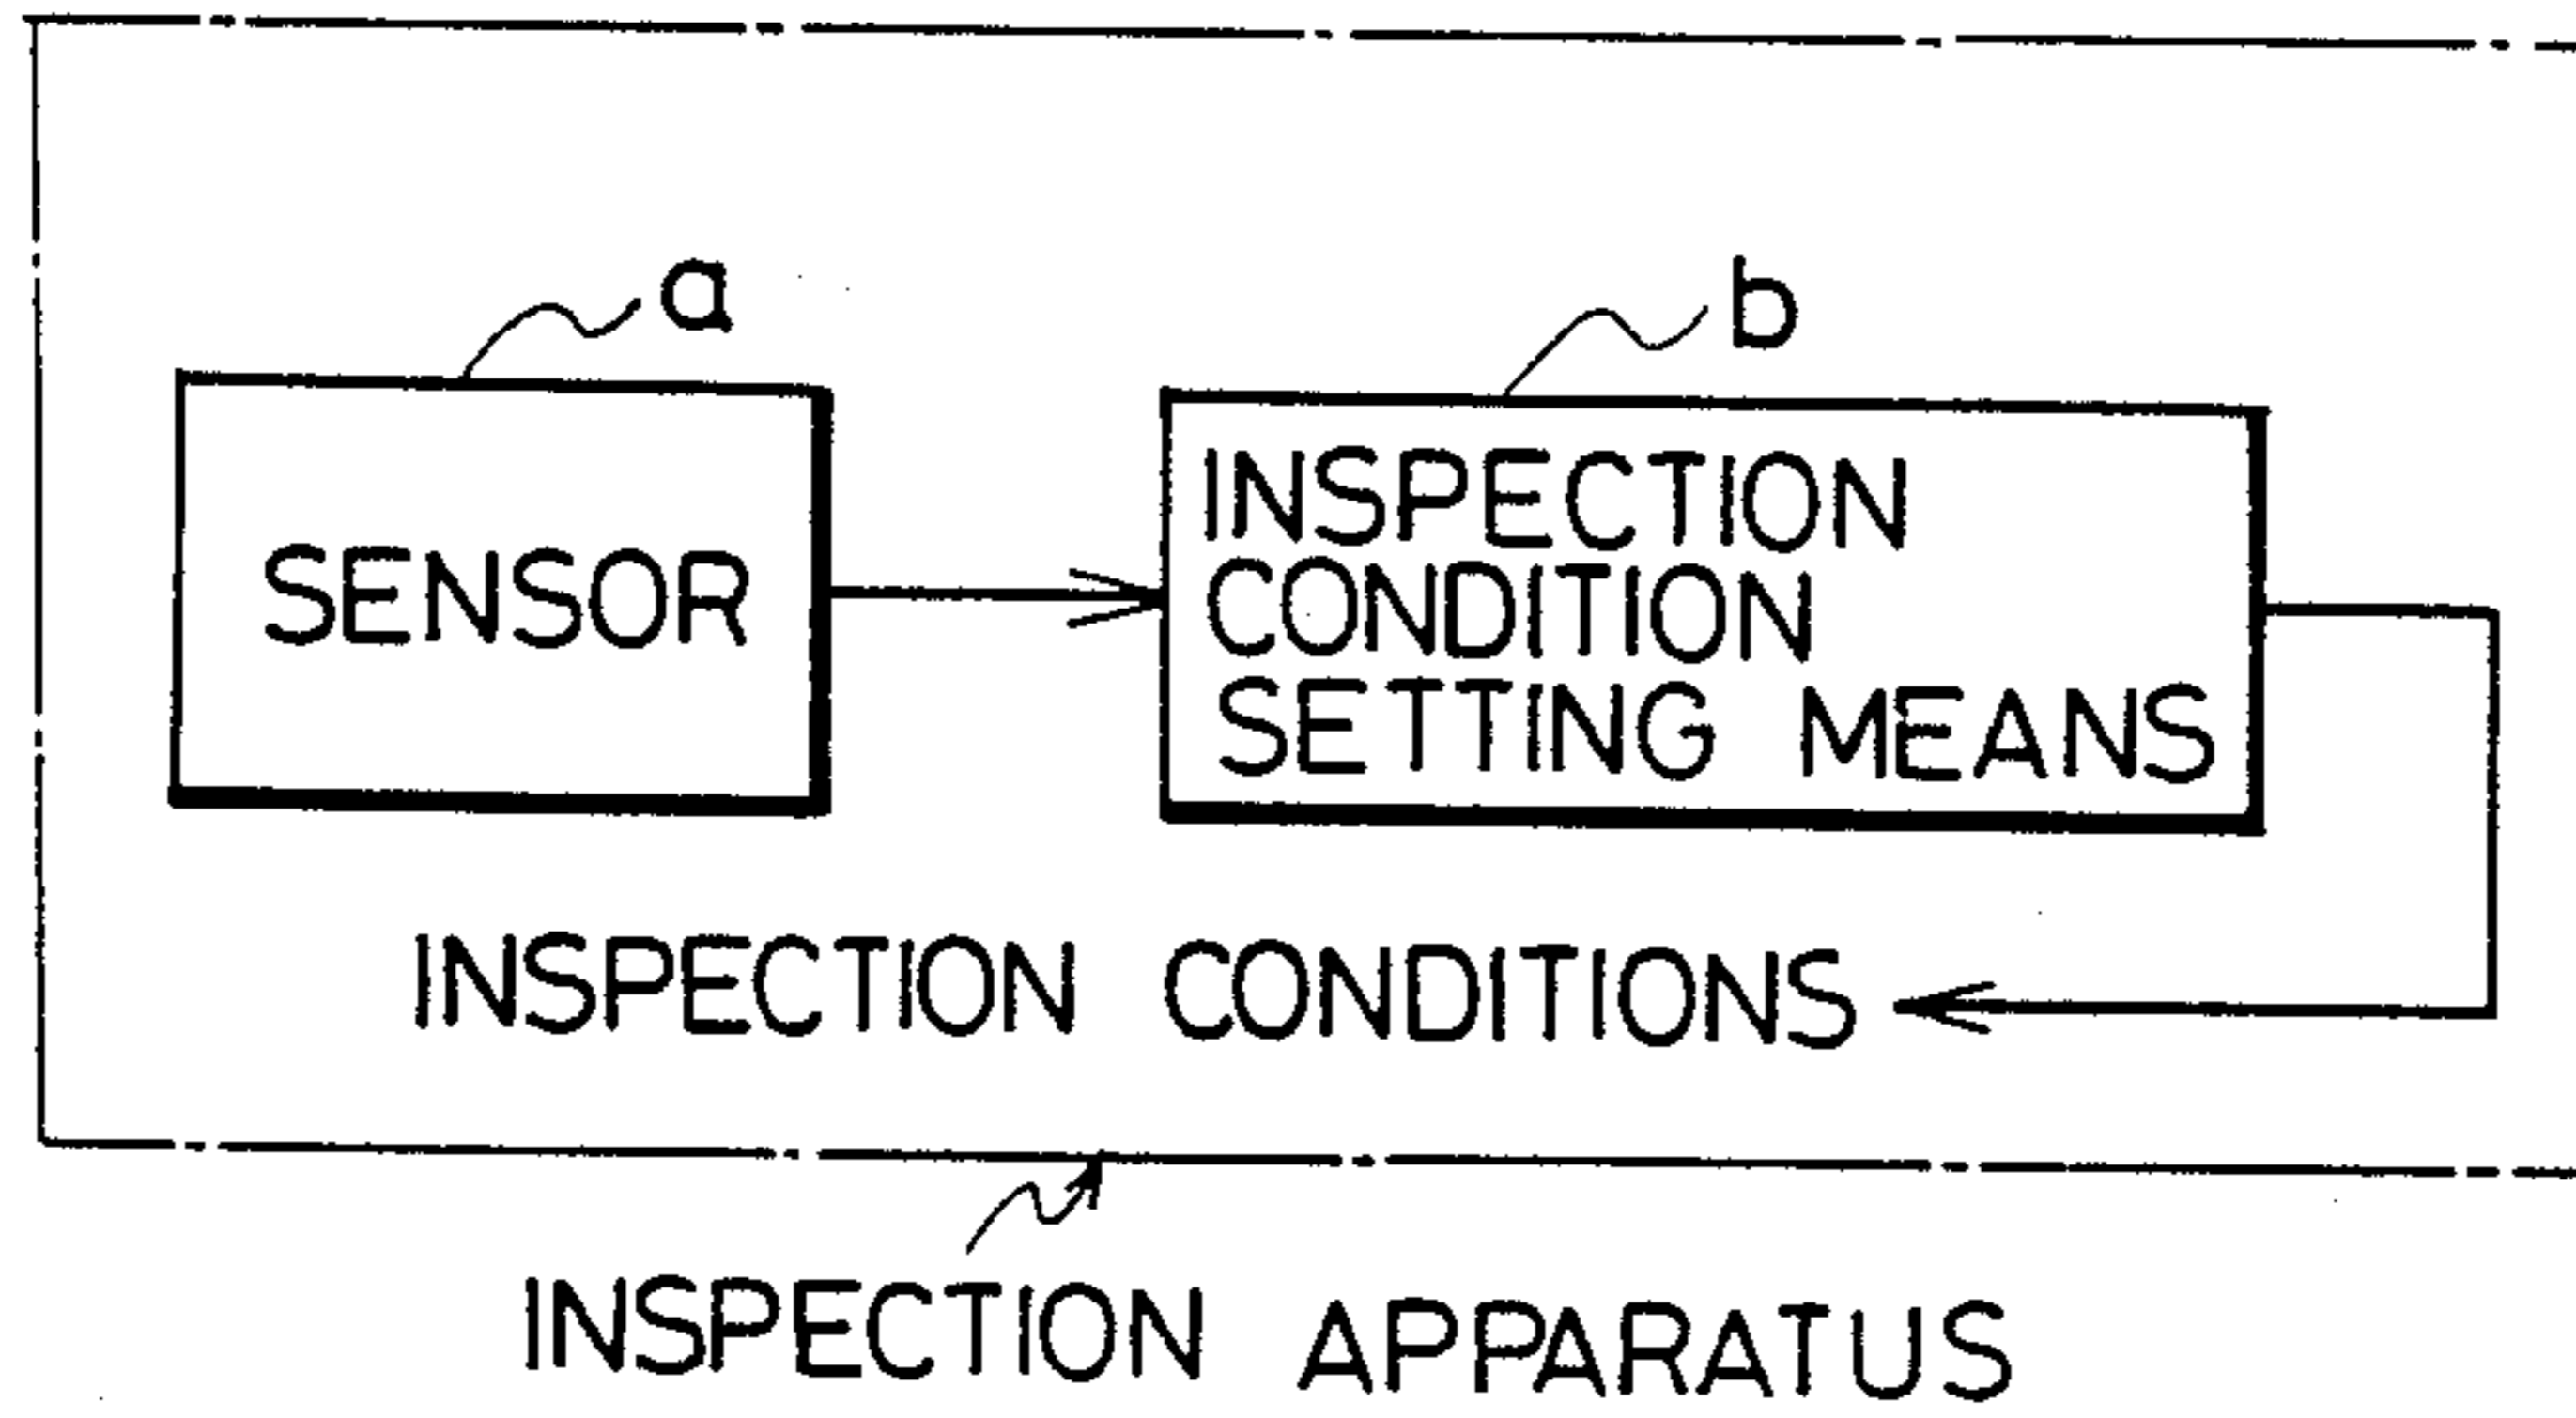 a
b
SENSOR
INSPECTION
CONDITION
SETTING MEANS
INSPECTION CONDITIONS
INSPECTION APPARATUS